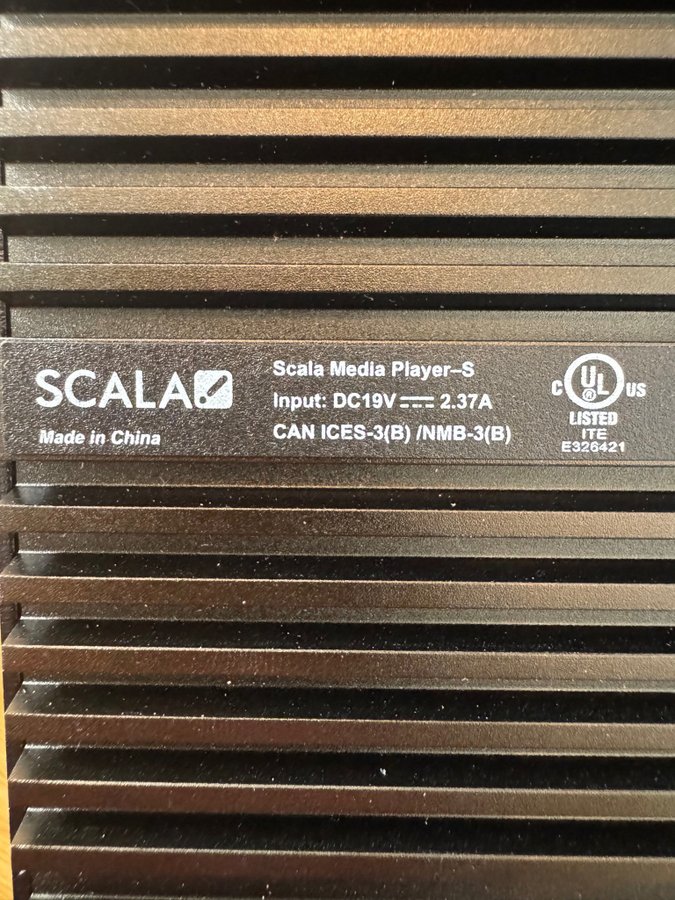 SCALA
Made in China
Scala Media Player–S
Input: DC19V⎓2.37A
CAN ICES-3(B) /NMB-3(B)
C UL US
®
LISTED
ITE
E326421